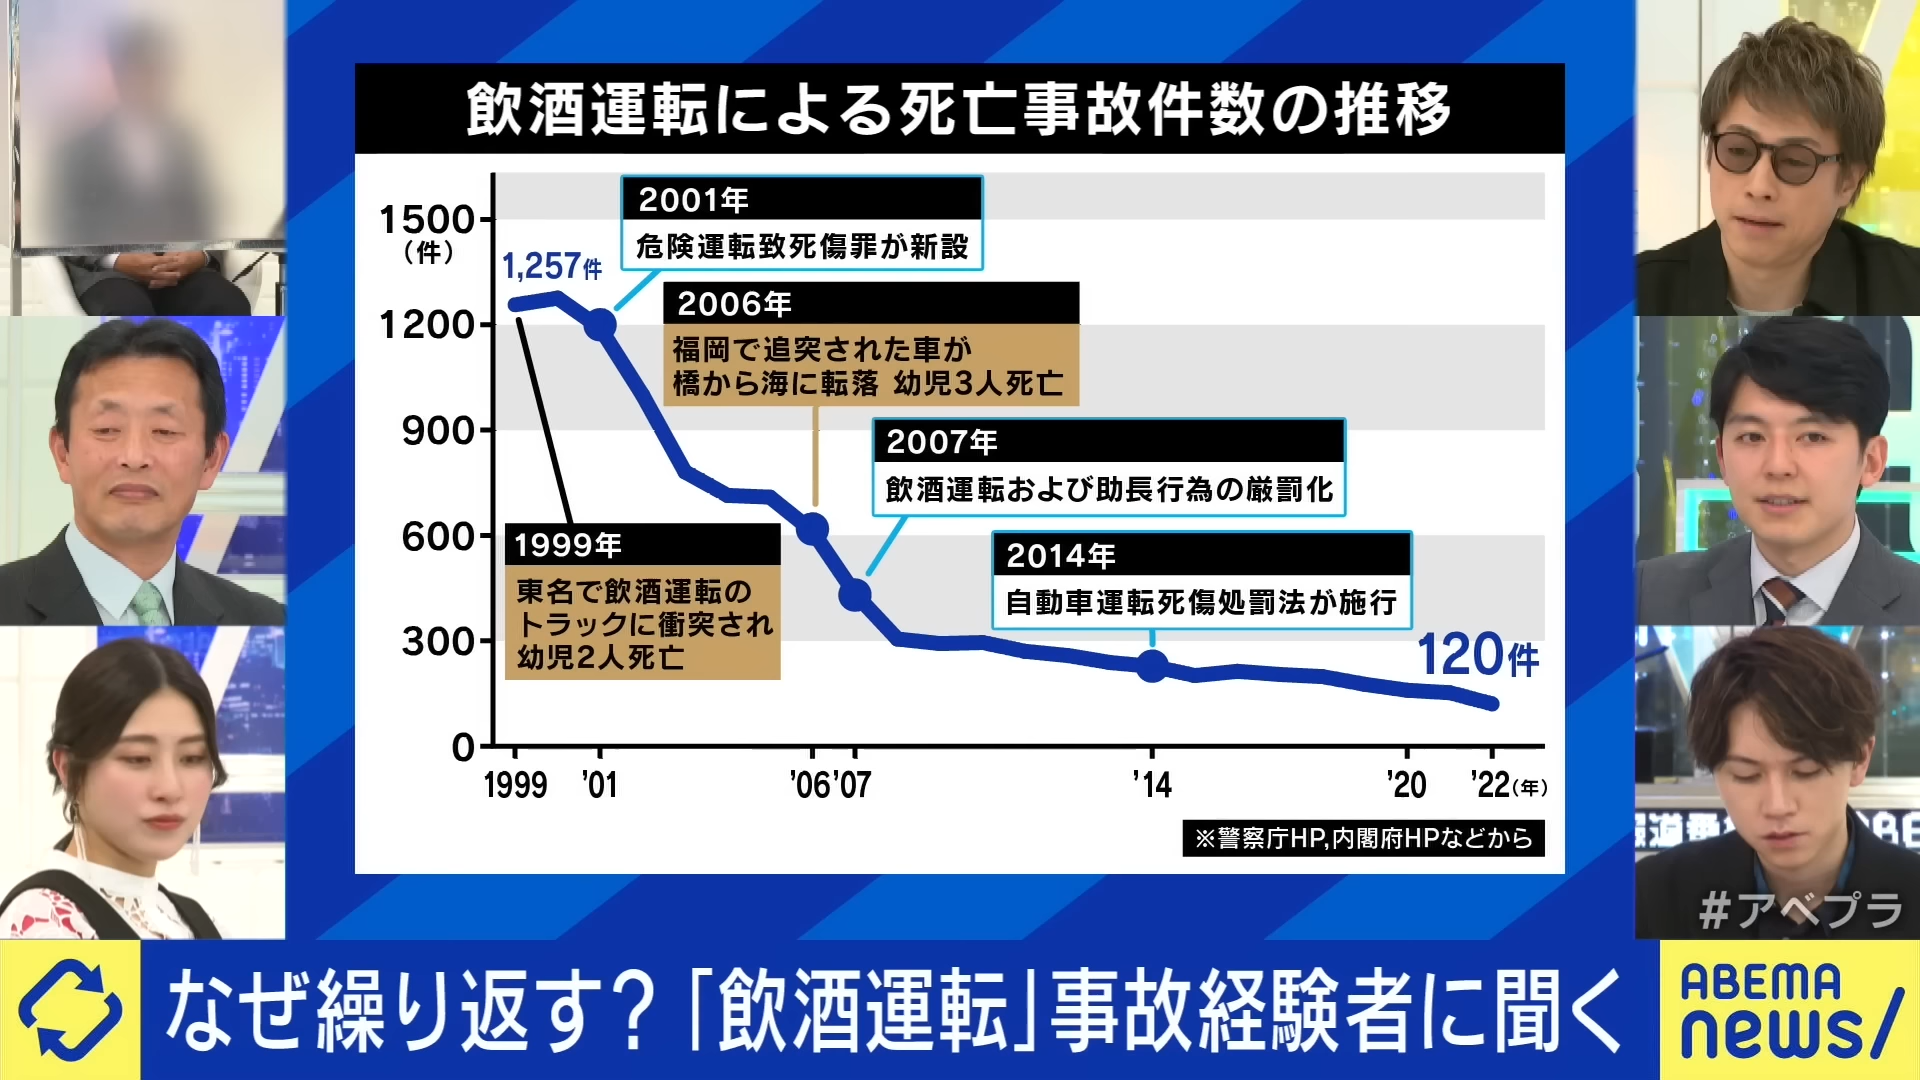 飲酒運転による死亡事故件数の推移
1500
(件)
1200
900
600
300
0
1,257件
2001年
危険運転致死傷罪が新設
2006年
福岡で追突された車が
橋から海に転落 幼児3人死亡
2007年
飲酒運転および助長行為の厳罰化
1999年
東名で飲酒運転の
トラックに衝突され
幼児2人死亡
2014年
自動車運転死傷処罰法が施行
120件
1999 '01 '06 '07 '14 '20 '22(年)
※警察庁HP,内閣府HPなどから
#アベプラ
なぜ繰り返す?「飲酒運転」事故経験者に聞く
ABEMA
news/